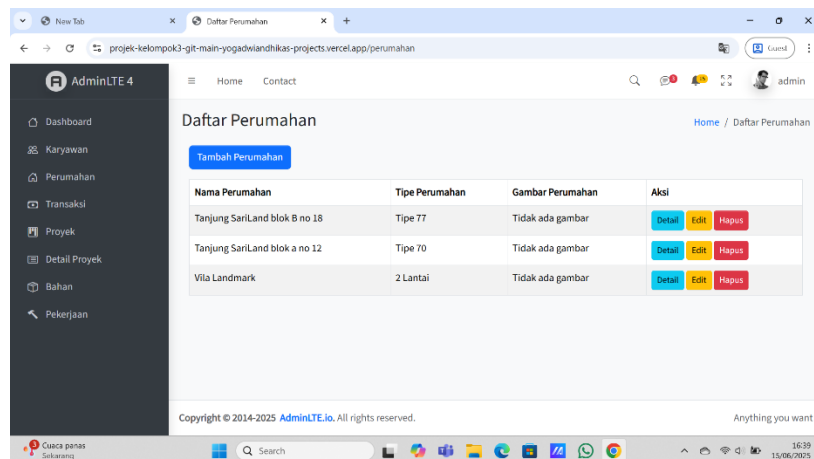 New Tab
Daftar Perumahan
projek-kelompok3-git-main-yogadwiandhikas-projects.vercel.app/perumahan
Guest
AdminLTE 4
Home Contact
admin
Dashboard
Karyawan
Perumahan
Transaksi
Proyek
Detail Proyek
Bahan
Pekerjaan
Daftar Perumahan
Home / Daftar Perumahan
Tambah Perumahan
Nama Perumahan Tipe Perumahan Gambar Perumahan Aksi
Tanjung SariLand blok B no 18 Tipe 77 Tidak ada gambar Detail Edit Hapus
Tanjung SariLand blok a no 12 Tipe 70 Tidak ada gambar Detail Edit Hapus
Vila Landmark 2 Lantai Tidak ada gambar Detail Edit Hapus
Copyright © 2014-2025 AdminLTE.io. All rights reserved.
Anything you want
3
Cuaca panas
Sekarang
Search
16:39
15/06/2025